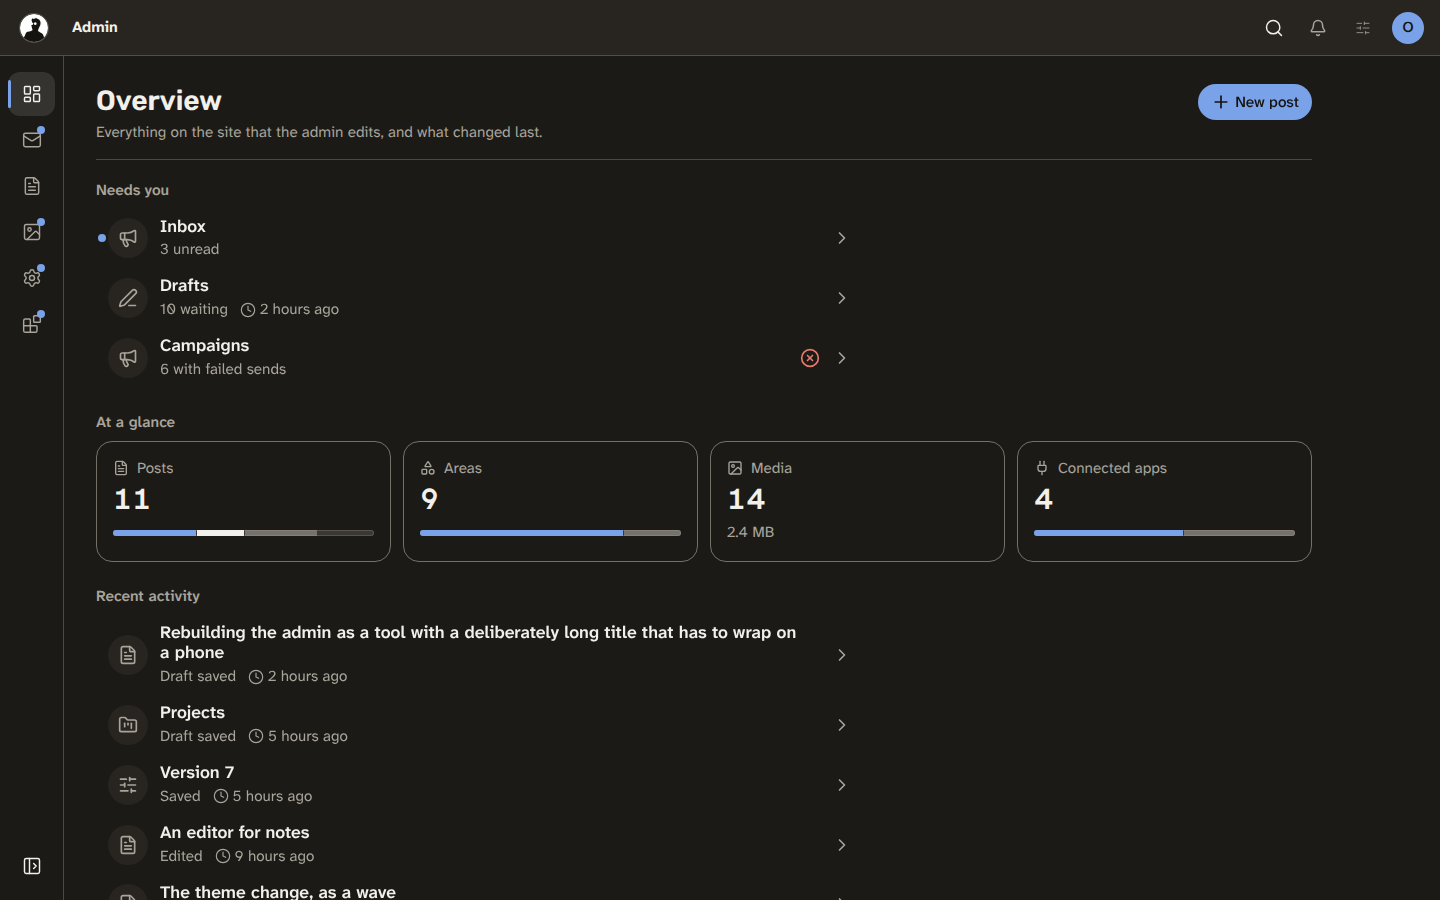 Admin
O
Overview
New post
Everything on the site that the admin edits, and what changed last.
Needs you
Inbox
3 unread
Drafts
10 waiting 2 hours ago
Campaigns
6 with failed sends
At a glance
Posts
11
Areas
9
Media
14
2.4 MB
Connected apps
4
Recent activity
Rebuilding the admin as a tool with a deliberately long title that has to wrap on
a phone
Draft saved 2 hours ago
Projects
Draft saved 5 hours ago
Version 7
Saved 5 hours ago
An editor for notes
Edited 9 hours ago
The theme change, as a wave